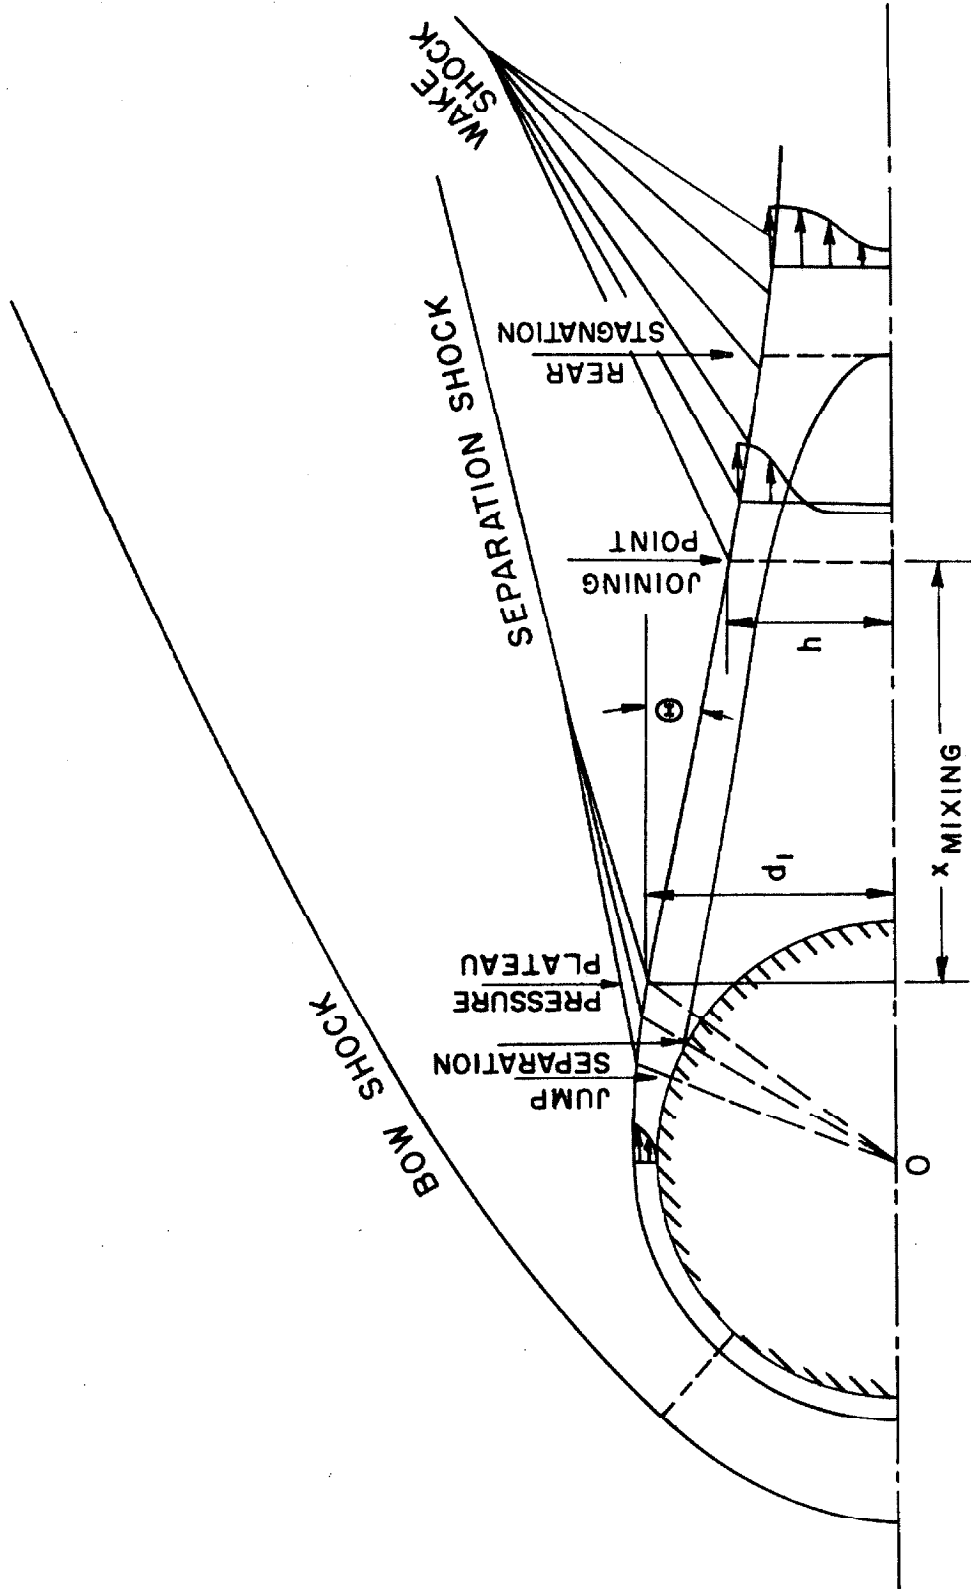 BOW SHOCK
SEPARATION SHOCK
WAKE
SHOCK
JUMP
SEPARATION
PRESSURE
PLATEAU
JOINING
POINT
REAR
STAGNATION
Θ
d₁
h
X MIXING
O